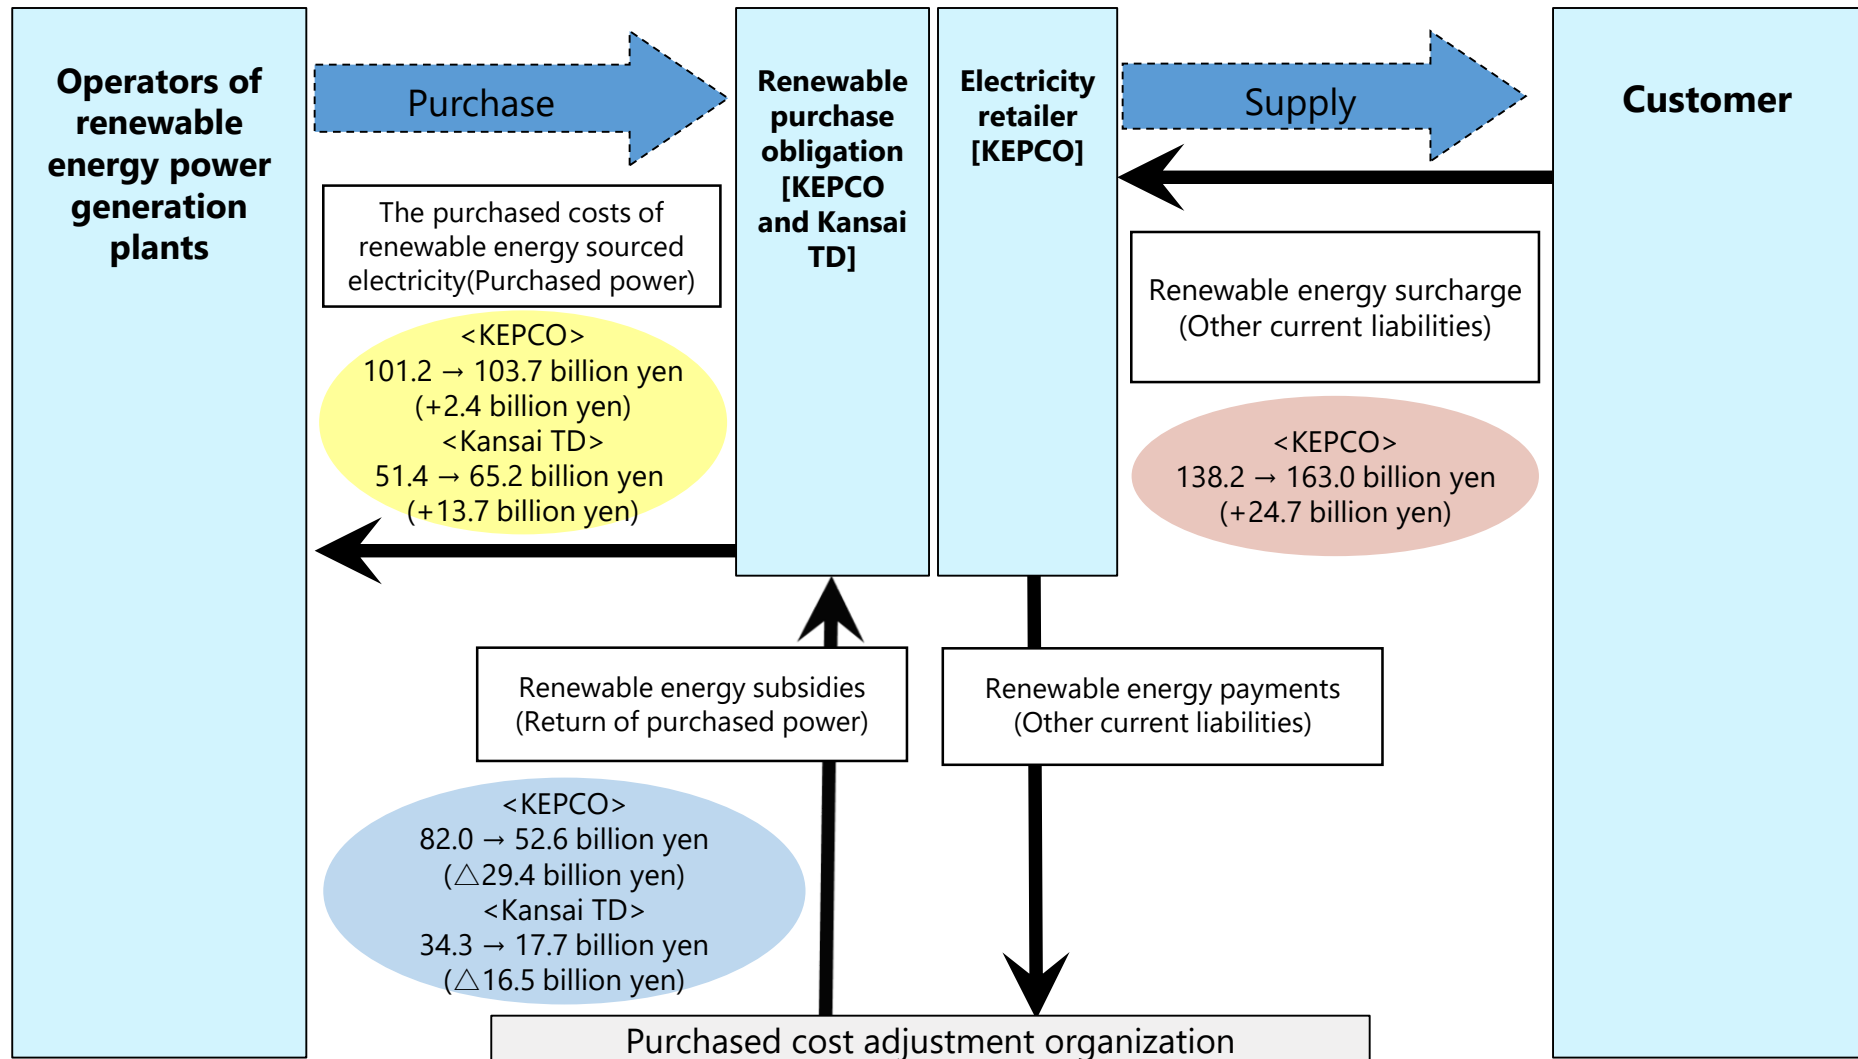 Operators of
renewable
energy power
generation
plants
Purchase
The purchased costs of
renewable energy sourced
electricity(Purchased power)
<KEPCO>
101.2 → 103.7 billion yen
(+2.4 billion yen)
<Kansai TD>
51.4 → 65.2 billion yen
(+13.7 billion yen)
Renewable
purchase
obligation
[KEPCO
and Kansai
TD]
Electricity
retailer
[KEPCO]
Supply
Customer
Renewable energy surcharge
(Other current liabilities)
<KEPCO>
138.2 → 163.0 billion yen
(+24.7 billion yen)
Renewable energy subsidies
(Return of purchased power)
<KEPCO>
82.0 → 52.6 billion yen
(△29.4 billion yen)
<Kansai TD>
34.3 → 17.7 billion yen
(△16.5 billion yen)
Renewable energy payments
(Other current liabilities)
Purchased cost adjustment organization